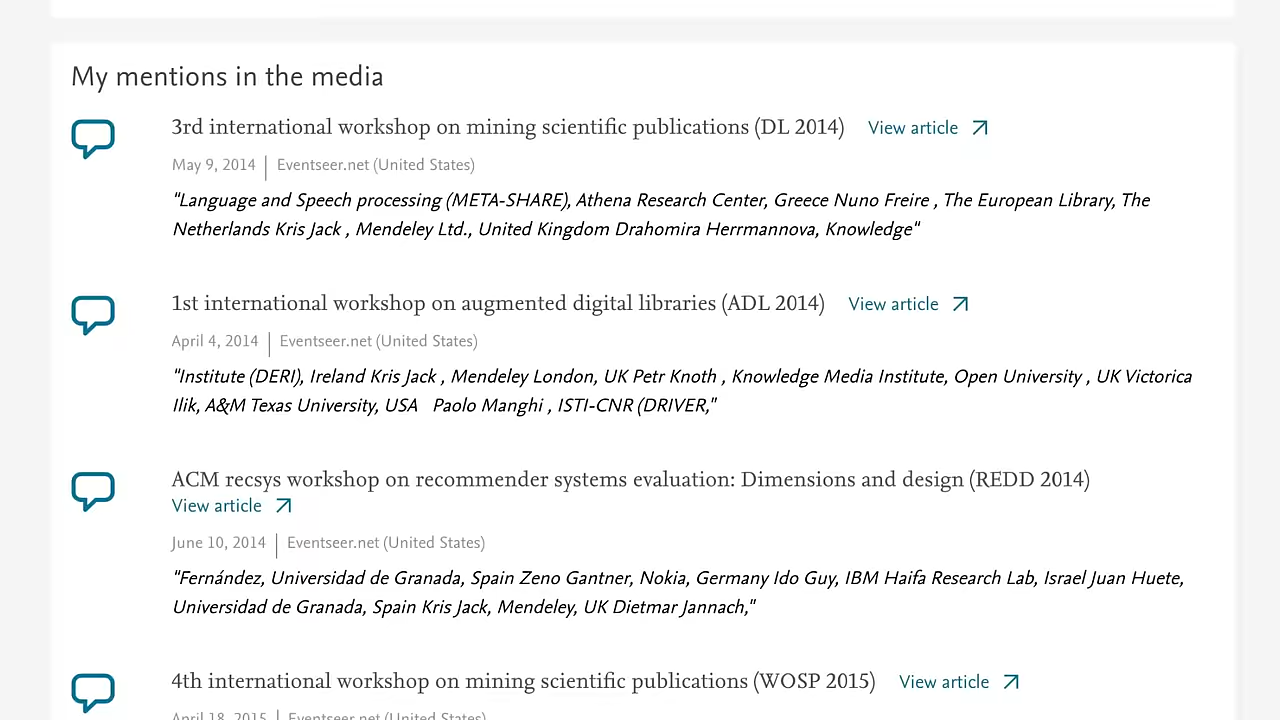 My mentions in the media
3rd international workshop on mining scientific publications (DL 2014) View article
May 9, 2014 | Eventseer.net (United States)
"Language and Speech processing (META-SHARE), Athena Research Center, Greece Nuno Freire , The European Library, The
Netherlands Kris Jack , Mendeley Ltd., United Kingdom Drahomira Herrmannova, Knowledge"
1st international workshop on augmented digital libraries (ADL 2014) View article
April 4, 2014 | Eventseer.net (United States)
"Institute (DERI), Ireland Kris Jack , Mendeley London, UK Petr Knoth , Knowledge Media Institute, Open University , UK Victorica
Ilik, A&M Texas University, USA Paolo Manghi , ISTI-CNR (DRIVER,"
ACM recsys workshop on recommender systems evaluation: Dimensions and design (REDD 2014)
View article
June 10, 2014 | Eventseer.net (United States)
"Fernández, Universidad de Granada, Spain Zeno Gantner, Nokia, Germany Ido Guy, IBM Haifa Research Lab, Israel Juan Huete,
Universidad de Granada, Spain Kris Jack, Mendeley, UK Dietmar Jannach,"
4th international workshop on mining scientific publications (WOSP 2015) View article
April 18, 2015 | Eventseer.net (United States)